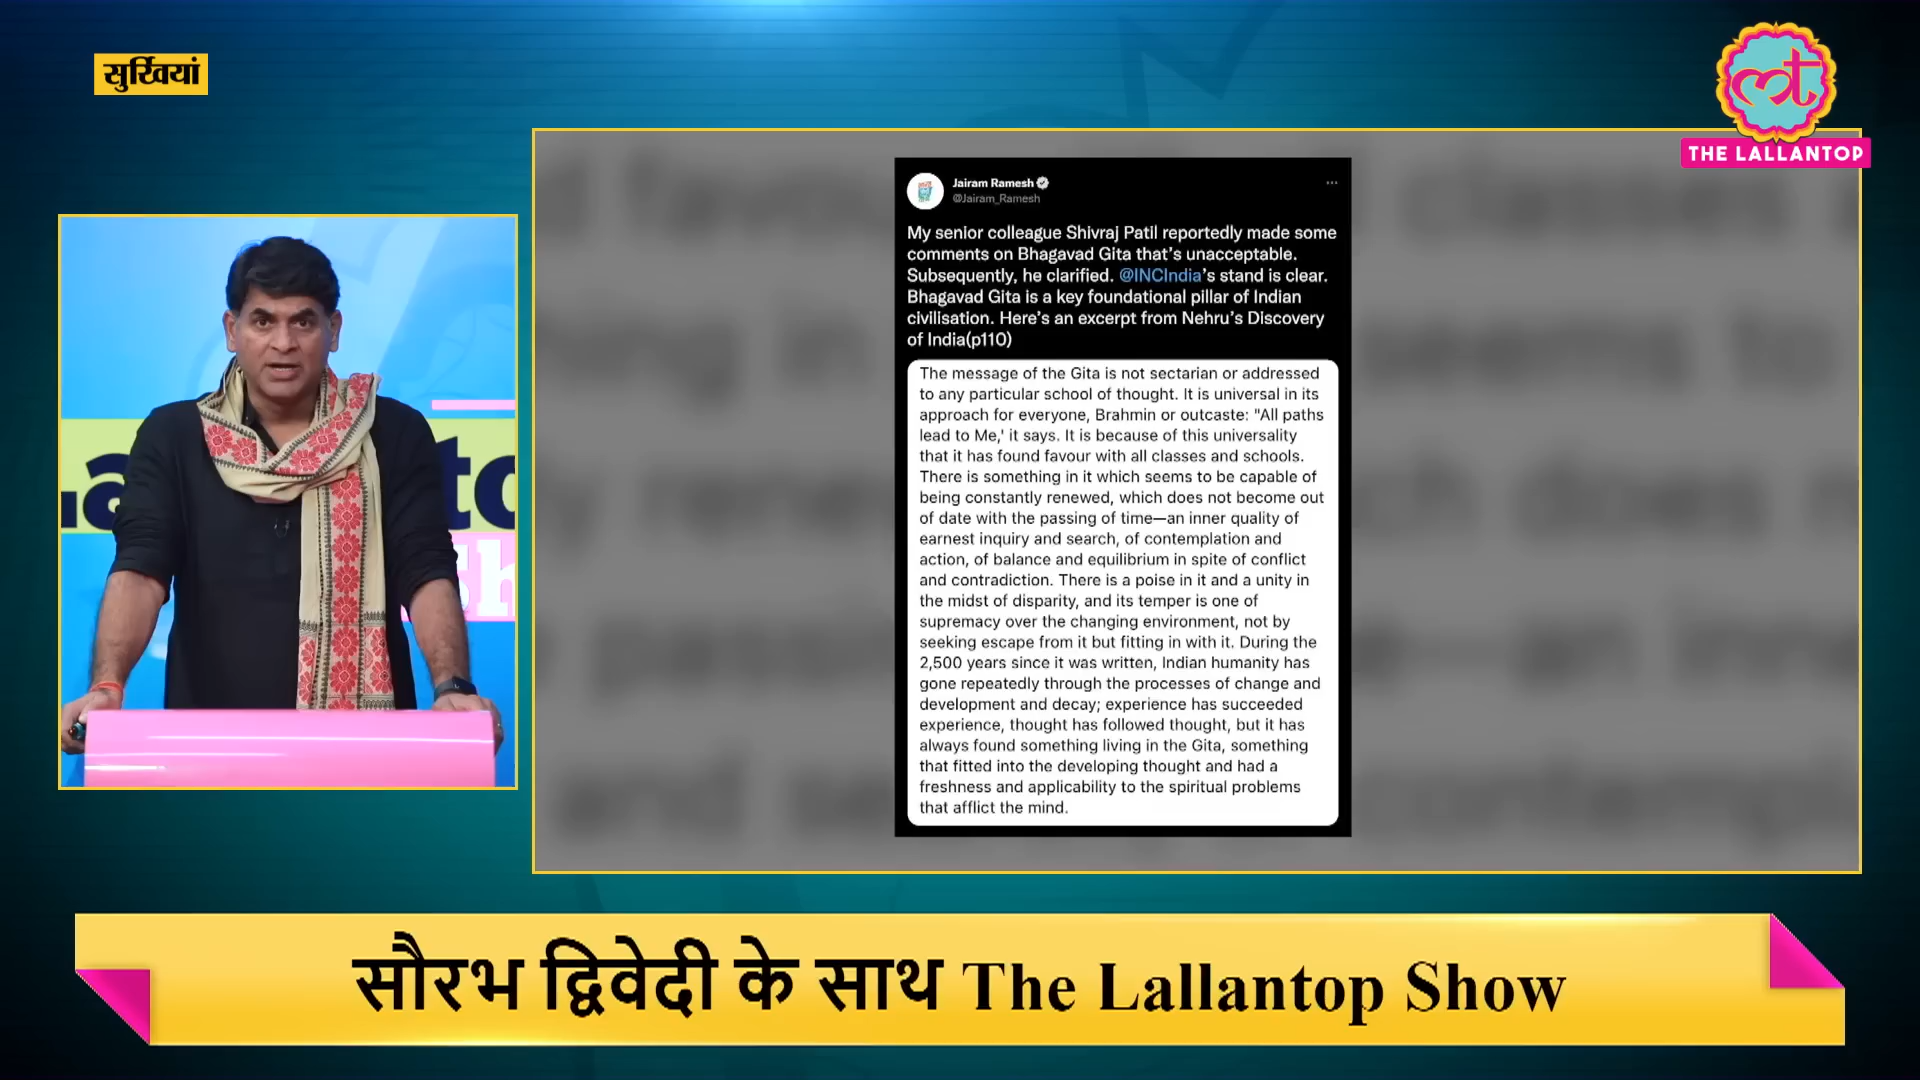 सुर्खियां
THE LALLANTOP
Jairam Ramesh
@Jairam_Ramesh
My senior colleague Shivraj Patil reportedly made some
comments on Bhagavad Gita that's unacceptable.
Subsequently, he clarified. @INCIndia's stand is clear.
Bhagavad Gita is a key foundational pillar of Indian
civilisation. Here's an excerpt from Nehru's Discovery
of India(p110)
The message of the Gita is not sectarian or addressed
to any particular school of thought. It is universal in its
approach for everyone, Brahmin or outcaste: "All paths
lead to Me,' it says. It is because of this universality
that it has found favour with all classes and schools.
There is something in it which seems to be capable of
being constantly renewed, which does not become out
of date with the passing of time—an inner quality of
earnest inquiry and search, of contemplation and
action, of balance and equilibrium in spite of conflict
and contradiction. There is a poise in it and a unity in
the midst of disparity, and its temper is one of
supremacy over the changing environment, not by
seeking escape from it but fitting in with it. During the
2,500 years since it was written, Indian humanity has
gone repeatedly through the processes of change and
development and decay; experience has succeeded
experience, thought has followed thought, but it has
always found something living in the Gita, something
that fitted into the developing thought and had a
freshness and applicability to the spiritual problems
that afflict the mind.
सौरभ द्विवेदी के साथ The Lallantop Show